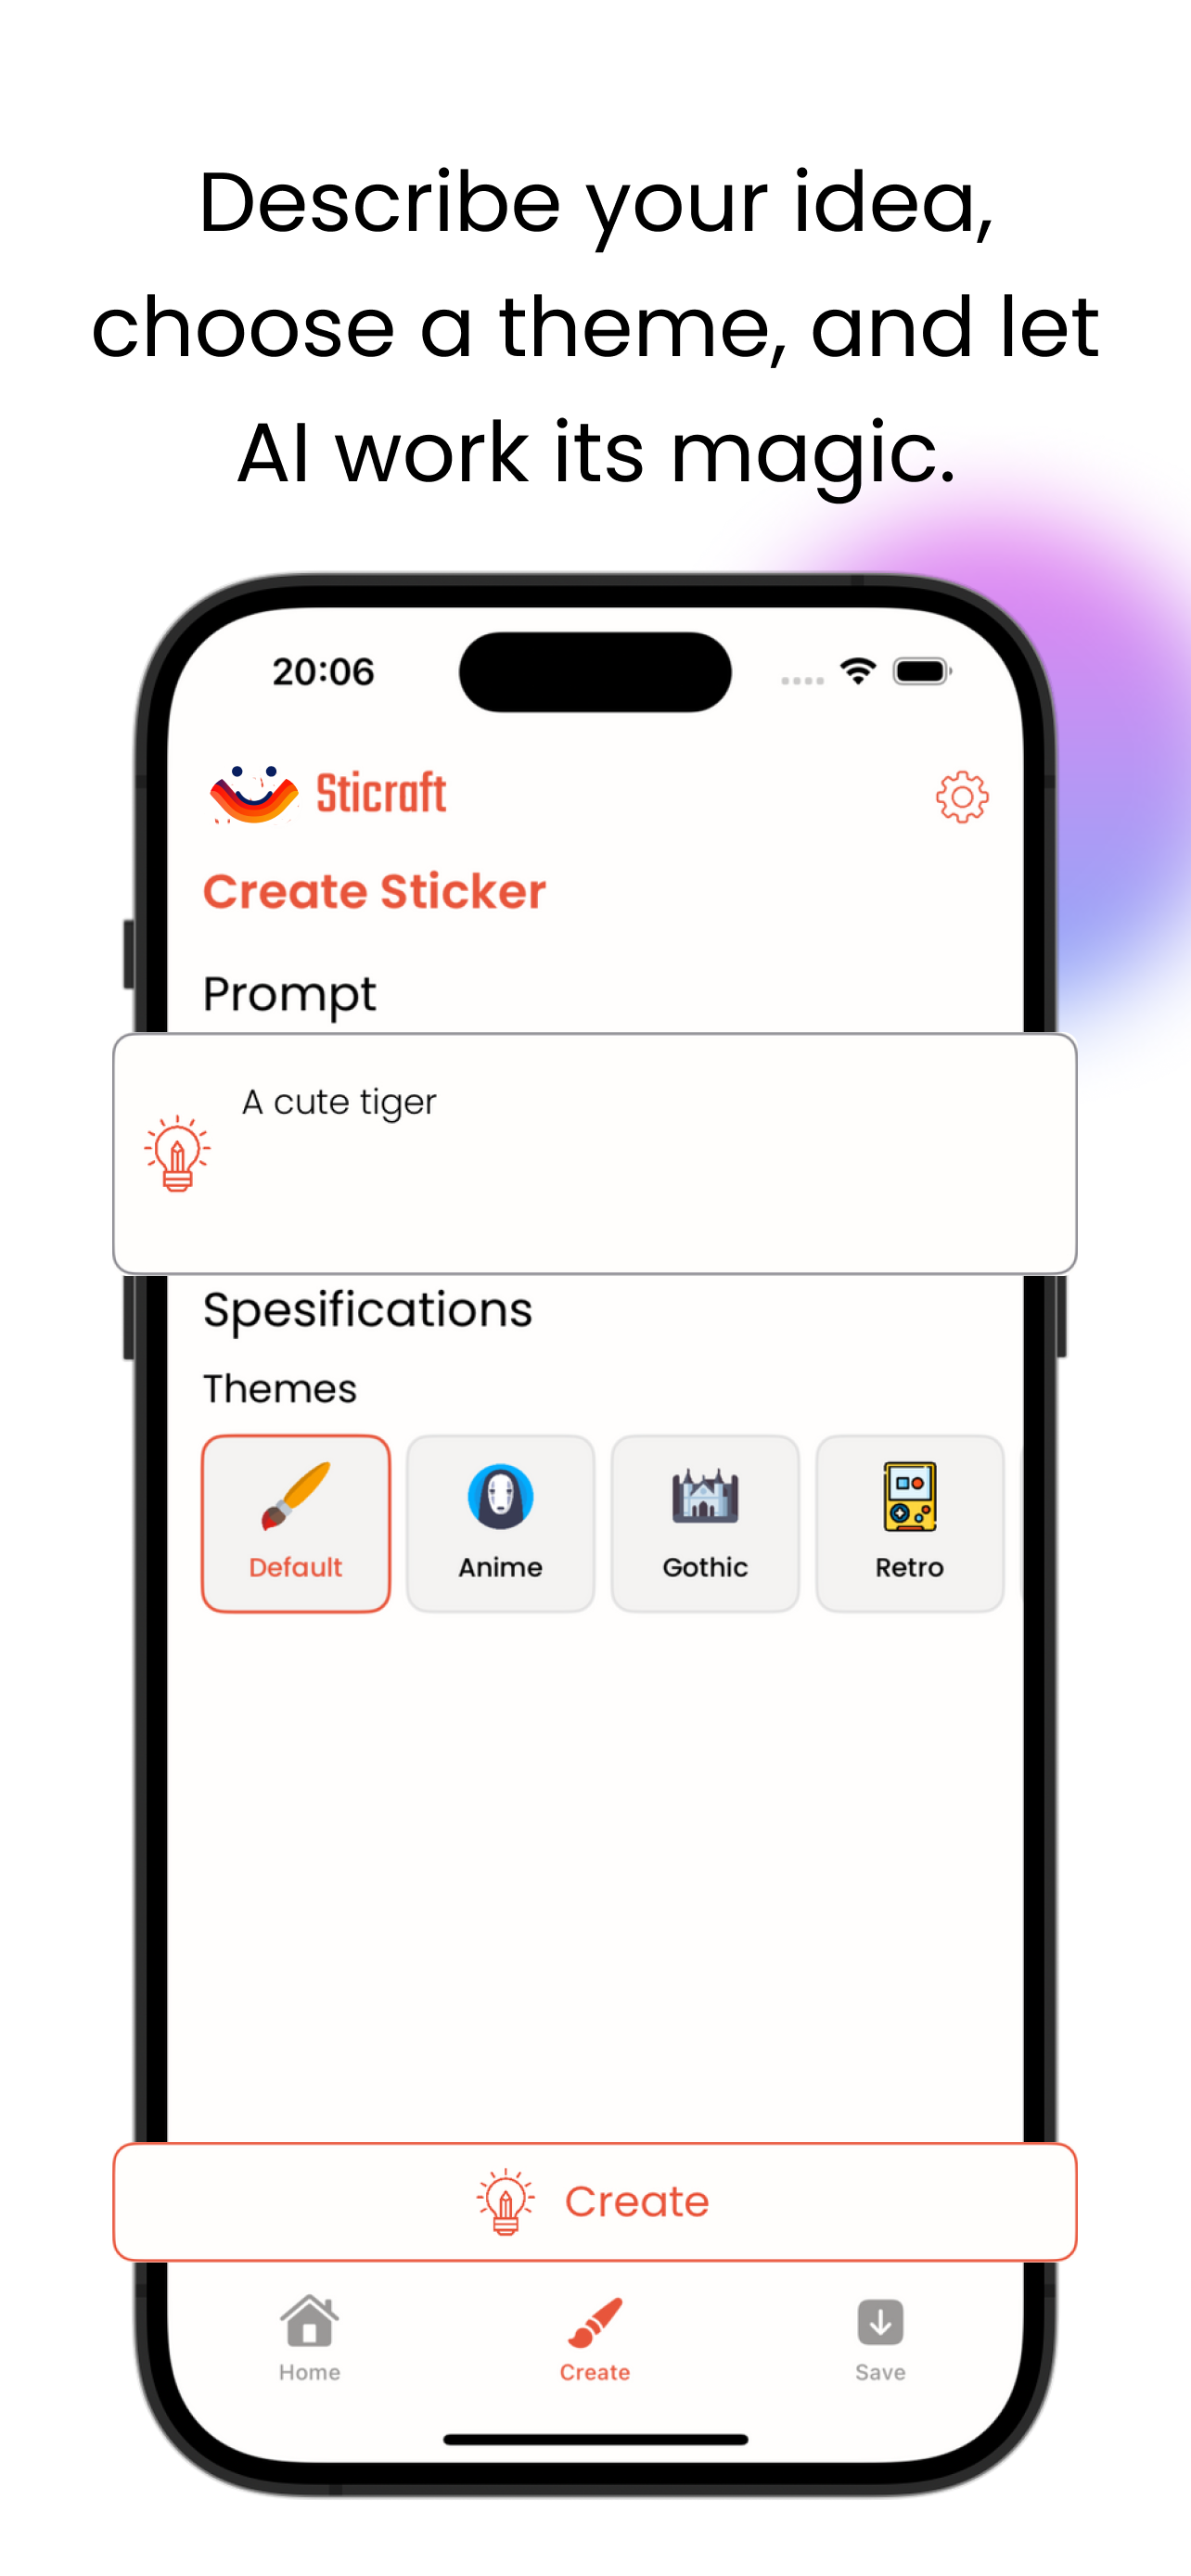 Describe your idea,
choose a theme, and let
AI work its magic.
20:06
Sticraft
Create Sticker
Prompt
A cute tiger
Spesifications
Themes
Default
Anime
Gothic
Retro
Create
Home
Create
Save